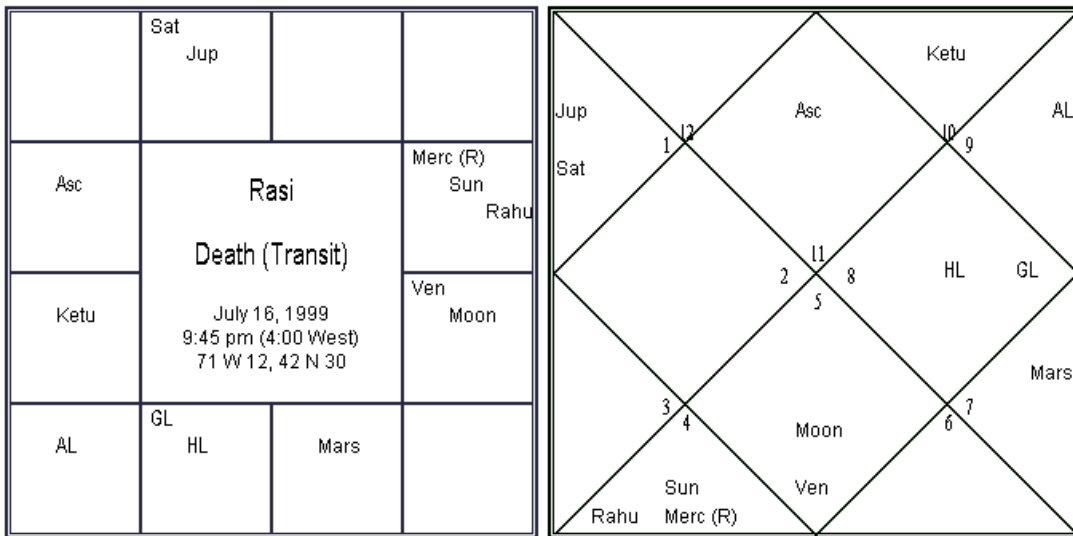 Sat
Jup
Asc
Rasi
Merc (R)
Sun
Rahu
Death (Transit)
Ketu
July 16, 1999
9:45 pm (4:00 West)
71 W 12, 42 N 30
Ven
Moon
AL
GL
HL
Mars
Ketu
Jup
Asc
AL
12
10
1
9
Sat
11
2
8
HL
GL
5
Mars
3
7
4
6
Moon
Sun
Ven
Rahu
Merc (R)